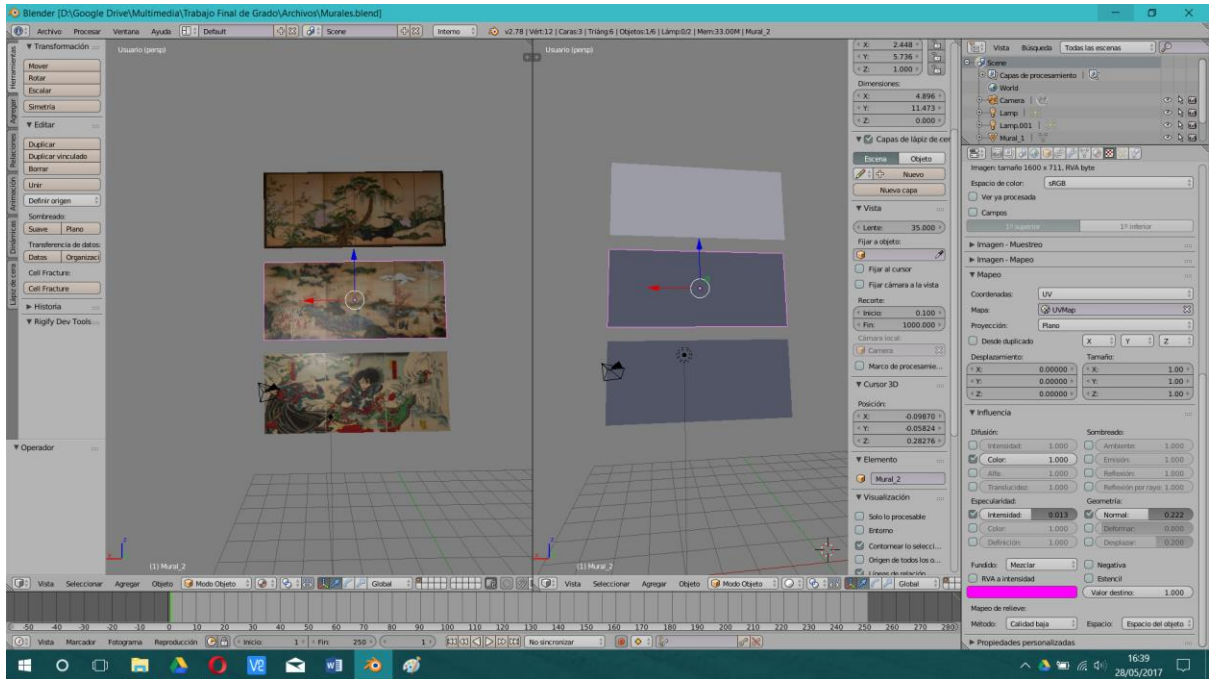 Blender [D:\Google Drive\Multimedia\Trabajo Final de Grado\Archivos\Murales.blend]
Archivo Procesar Ventana Ayuda Default Scene Interno v2.78 | Vért:12 | Caras:3 | Triáng:6 | Objetos:1/6 | Lámp:0/2 | Mem:33.00M | Mural_2
Herramientas
Agregar
Relaciones
Animación
Dinámicas
Lápiz de cera
Transformación
Mover
Rotar
Escalar
Simetría
Editar
Duplicar
Duplicar vinculado
Borrar
Unir
Definir origen
Sombreado:
Suave Plano
Transferencia de datos:
Datos Organizaci
Cell Fracture:
Cell Fracture
Historia
Rigify Dev Tools
Operador
Usuario (persp)
(1) Mural_2
Usuario (persp)
(1) Mural_2
X: 2.448
Y: 5.736
Z: 1.000
Dimensiones:
X: 4.896
Y: 11.473
Z: 0.000
Capas de lápiz de cer
Escena Objeto
Nuevo
Nueva capa
Vista
Lente: 35.000
Fijar a objeto:
Fijar al cursor
Fijar cámara a la vista
Recorte:
Inicio: 0.100
Fin: 1000.000
Cámara local:
Camera
Marco de procesamie...
Cursor 3D
Posición:
X: -0.09870
Y: -0.05824
Z: 0.28276
Elemento
Mural_2
Visualización
Solo lo procesable
Entorno
Contornear lo selecci...
Origen de todos los o...
Líneas de relación
Vista Búsqueda Todas las escenas
Scene
Capas de procesamiento
World
Camera
Lamp
Lamp.001
Mural_1
Imagen: tamaño 1600 x 711, RVA byte
Espacio de color: sRGB
Ver ya procesada
Campos
1º superior 1º inferior
Imagen - Muestreo
Imagen - Mapeo
Mapeo
Coordenadas: UV
Mapa: UVMap
Proyección: Plano
Desde duplicado X Y Z
Desplazamiento: Tamaño:
X: 0.00000 X: 1.00
Y: 0.00000 Y: 1.00
Z: 0.00000 Z: 1.00
Influencia
Difusión: Sombreado:
Intensidad: 1.000 Ambiente: 1.000
Color: 1.000 Emisión: 1.000
Alfa: 1.000 Reflexión: 1.000
Translucidez: 1.000 Reflexión por rayo: 1.000
Especularidad: Geometría:
Intensidad: 0.013 Normal: 0.222
Color: 1.000 Deformar: 0.000
Definición: 1.000 Desplazar: 0.200
Fundido: Mezclar Negativa
RVA a intensidad Esténcil
Valor destino: 1.000
Mapeo de relieve:
Método: Calidad baja Espacio: Espacio del objeto
Propiedades personalizadas
Vista Seleccionar Agregar Objeto Modo Objeto Global
Vista Seleccionar Agregar Objeto Modo Objeto Global
-50 -40 -30 -20 -10 0 10 20 30 40 50 60 70 80 90 100 110 120 130 140 150 160 170 180 190 200 210 220 230 240 250 260 270 280
Vista Marcador Fotograma Reproducción Inicio: 1 Fin: 250 1 No sincronizar
16:39
28/05/2017